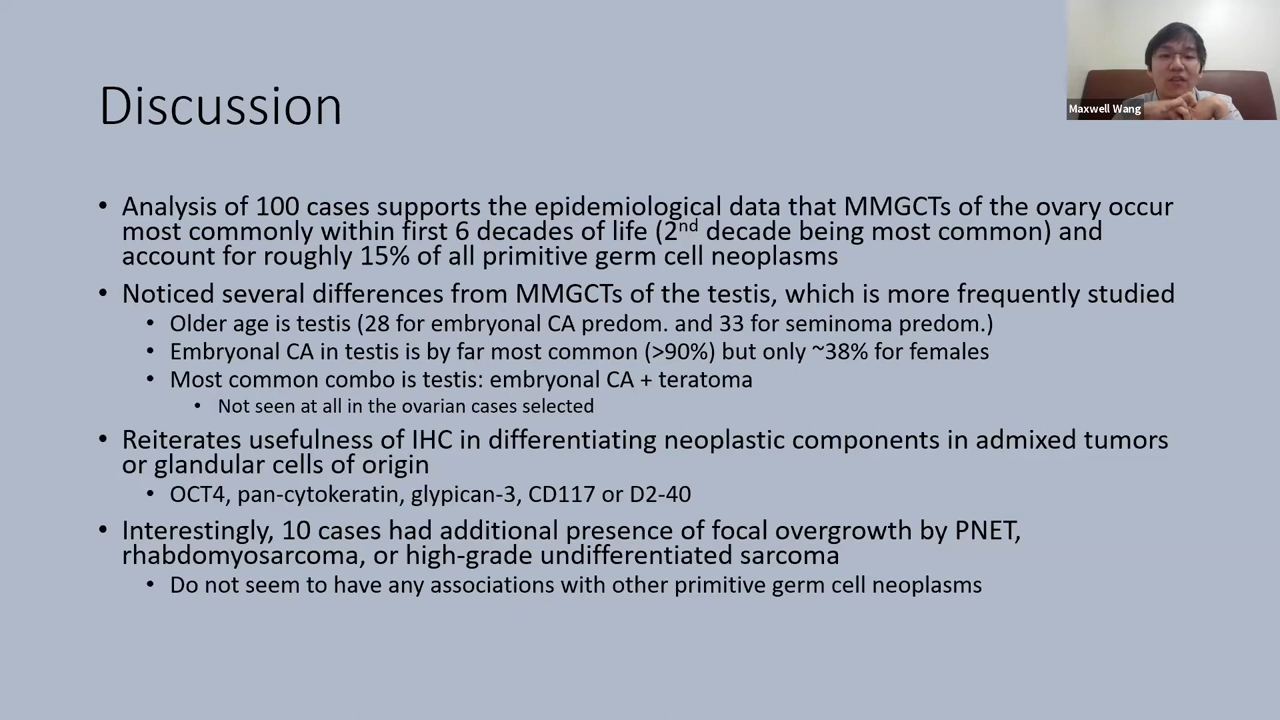 Maxwell Wang
Discussion
• Analysis of 100 cases supports the epidemiological data that MMGCTs of the ovary occur
most commonly within first 6 decades of life (2nd decade being most common) and
account for roughly 15% of all primitive germ cell neoplasms
• Noticed several differences from MMGCTs of the testis, which is more frequently studied
• Older age is testis (28 for embryonal CA predom. and 33 for seminoma predom.)
• Embryonal CA in testis is by far most common (>90%) but only ~38% for females
• Most common combo is testis: embryonal CA + teratoma
• Not seen at all in the ovarian cases selected
• Reiterates usefulness of IHC in differentiating neoplastic components in admixed tumors
or glandular cells of origin
• OCT4, pan-cytokeratin, glypican-3, CD117 or D2-40
• Interestingly, 10 cases had additional presence of focal overgrowth by PNET,
rhabdomyosarcoma, or high-grade undifferentiated sarcoma
• Do not seem to have any associations with other primitive germ cell neoplasms